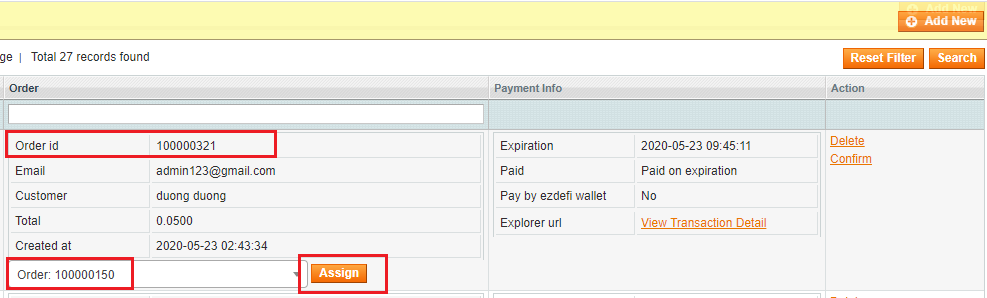 Add New
Add New
ge | Total 27 records found
Reset Filter Search
Order Payment Info Action
Order id 100000321 Expiration 2020-05-23 09:45:11 Delete
Email admin123@gmail.com Paid Paid on expiration Confirm
Customer duong duong Pay by ezdefi wallet No
Total 0.0500 Explorer url View Transaction Detail
Created at 2020-05-23 02:43:34
Order: 100000150 Assign